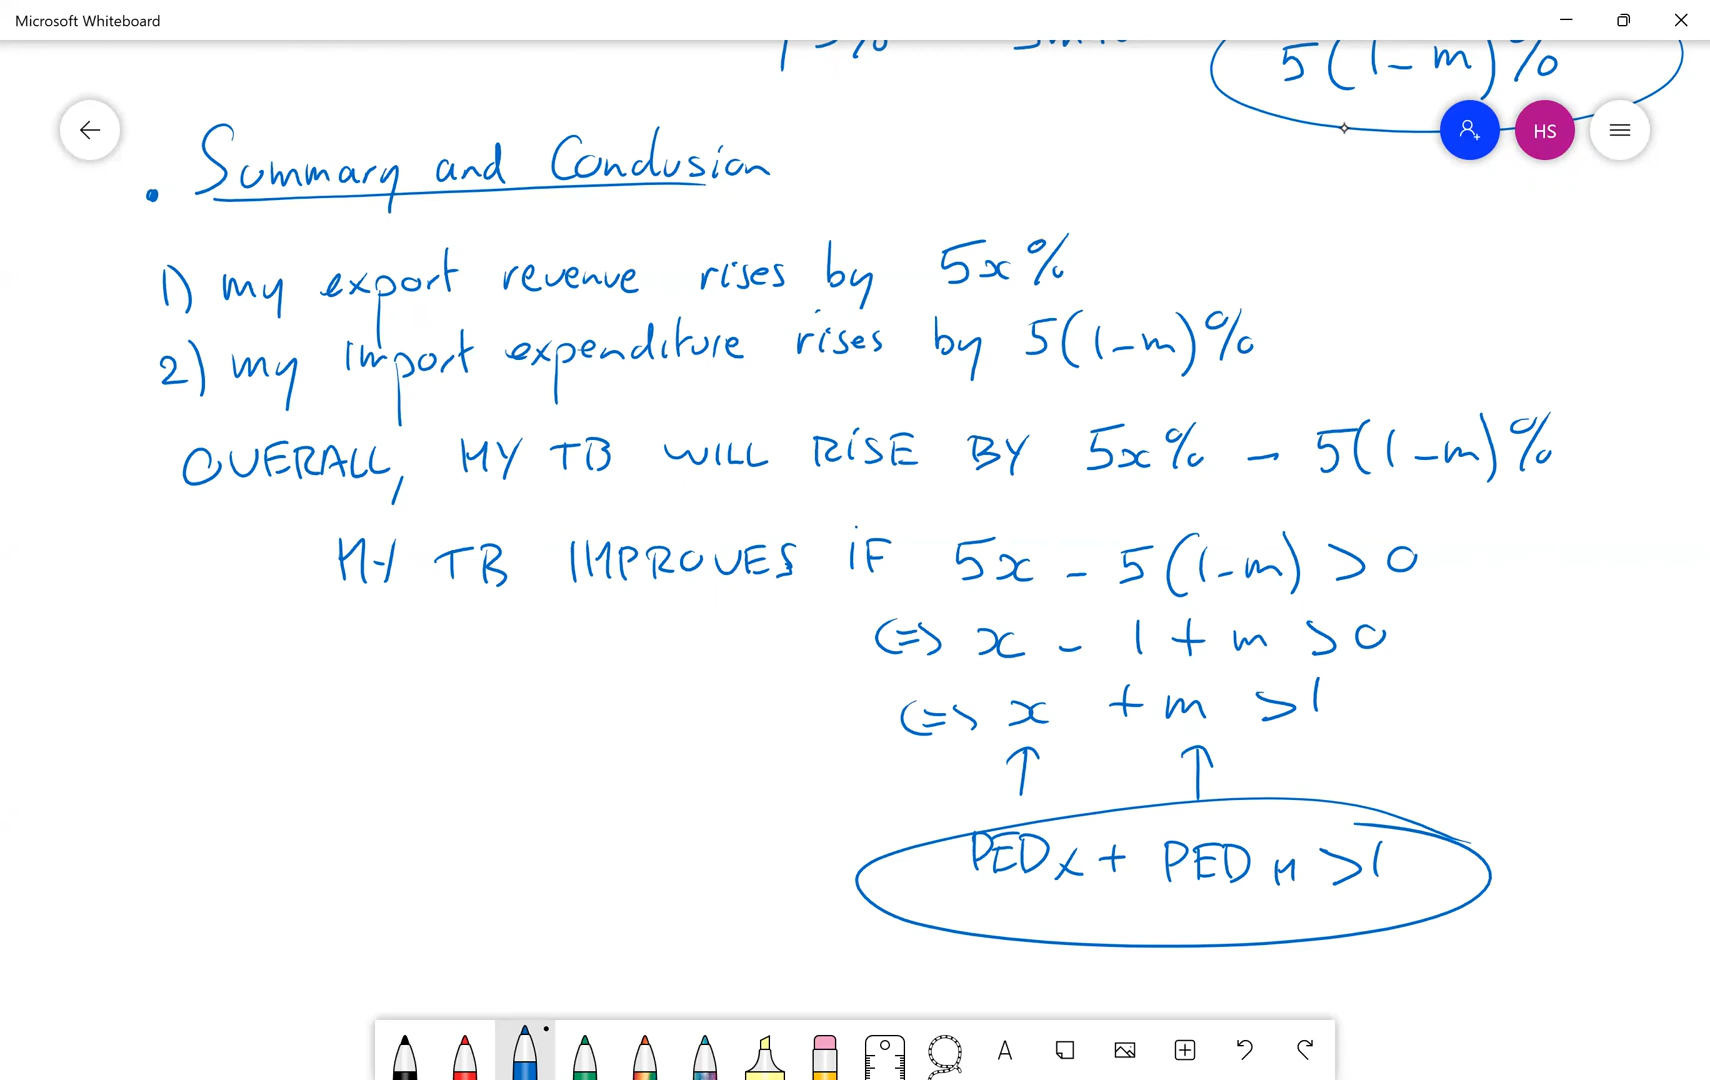 Microsoft Whiteboard
5(1-m)%
HS
. Summary and Conclusion
1) my export revenue rises by 5x%
2) my import expenditure rises by 5(1-m)%
OVERALL, MY TB WILL RISE BY 5x% - 5(1-m)%
MY TB IMPROVES IF 5x - 5(1-m) > 0
<=> x - 1 + m > 0
<=> x + m > 1
↑ ↑
PED x + PED M > 1
A